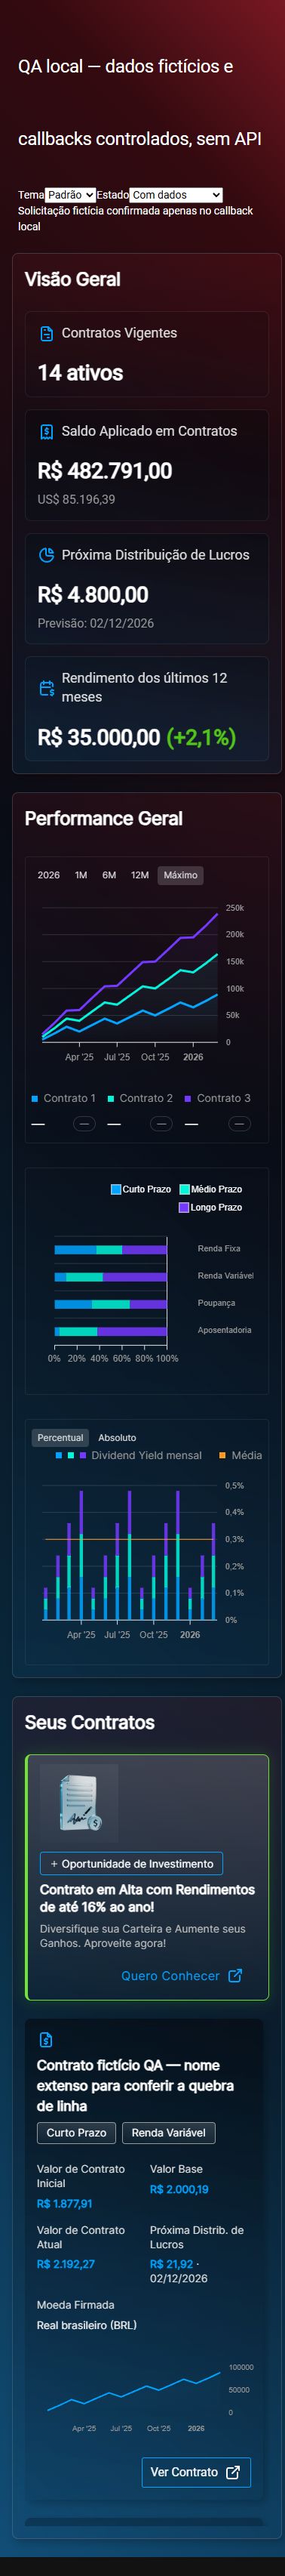 QA local — dados fictícios e
callbacks controlados, sem API
Tema Padrão Estado Com dados
Solicitação fictícia confirmada apenas no callback
local
Visão Geral
Contratos Vigentes
14 ativos
Saldo Aplicado em Contratos
R$ 482.791,00
US$ 85.196,39
Próxima Distribuição de Lucros
R$ 4.800,00
Previsão: 02/12/2026
Rendimento dos últimos 12
meses
R$ 35.000,00 (+2,1%)
Performance Geral
2026 1M 6M 12M Máximo
250k
200k
150k
100k
50k
0
Apr '25 Jul '25 Oct '25 2026
Contrato 1 Contrato 2 Contrato 3
— — — — — —
Curto Prazo Médio Prazo
Longo Prazo
Renda Fixa
Renda Variável
Poupança
Aposentadoria
0% 20% 40% 60% 80% 100%
Percentual Absoluto
Dividend Yield mensal Média
0,5%
0,4%
0,3%
0,2%
0,1%
0%
Apr '25 Jul '25 Oct '25 2026
Seus Contratos
+ Oportunidade de Investimento
Contrato em Alta com Rendimentos
de até 16% ao ano!
Diversifique sua Carteira e Aumente seus
Ganhos. Aproveite agora!
Quero Conhecer
Contrato fictício QA — nome
extenso para conferir a quebra
de linha
Curto Prazo Renda Variável
Valor de Contrato
Inicial
R$ 1.877,91
Valor Base
R$ 2.000,19
Valor de Contrato
Atual
R$ 2.192,27
Próxima Distrib. de
Lucros
R$ 21,92 ·
02/12/2026
Moeda Firmada
Real brasileiro (BRL)
100000
50000
0
Apr '25 Jul '25 Oct '25 2026
Ver Contrato